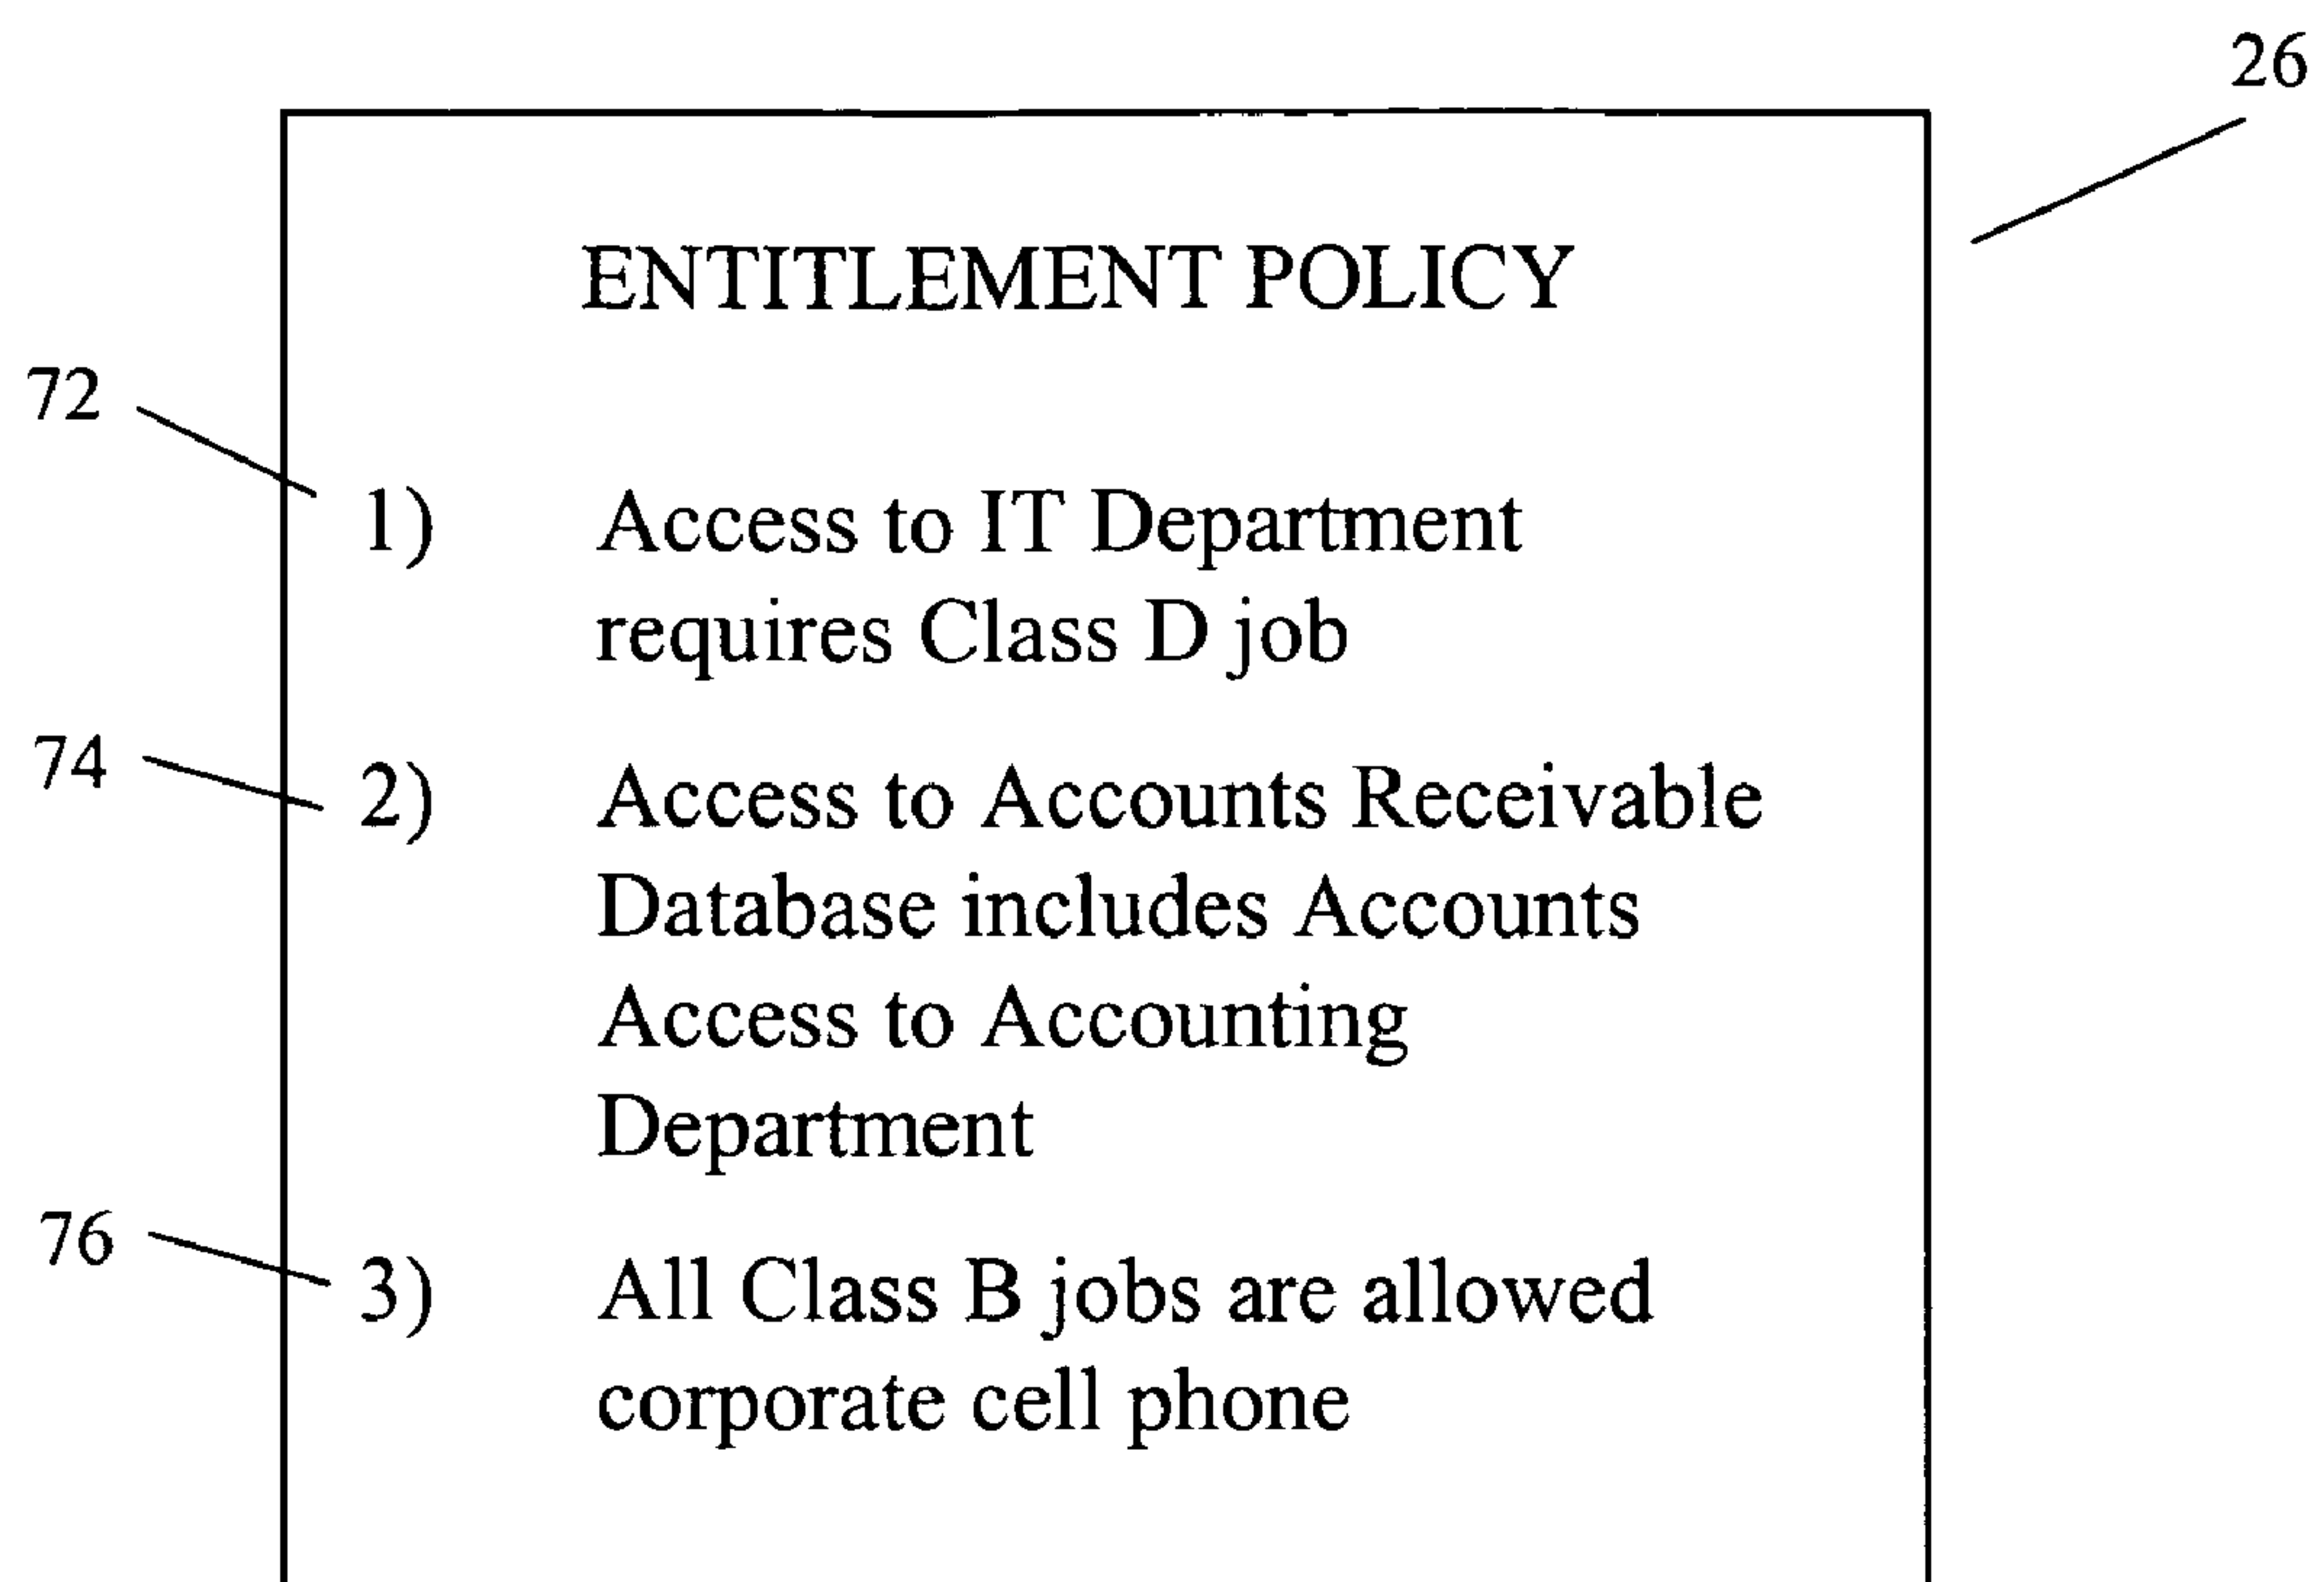 26
ENTITLEMENT POLICY
72
1) Access to IT Department
requires Class D job
74
2) Access to Accounts Receivable
Database includes Accounts
Access to Accounting
Department
76
3) All Class B jobs are allowed
corporate cell phone